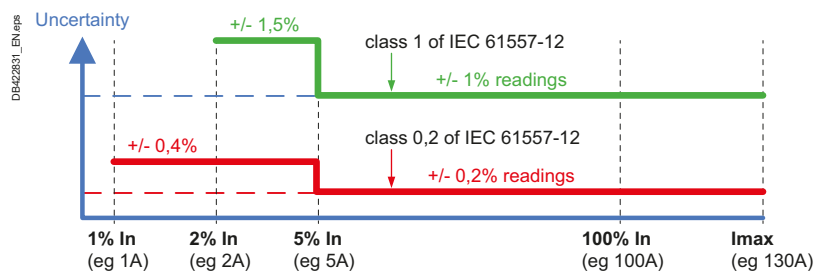 DB422831_EN.eps
Uncertainty
+/- 1,5%
class 1 of IEC 61557-12
+/- 1% readings
+/- 0,4%
class 0,2 of IEC 61557-12
+/- 0,2% readings
1% In 2% In 5% In 100% In Imax
(eg 1A) (eg 2A) (eg 5A) (eg 100A) (eg 130A)